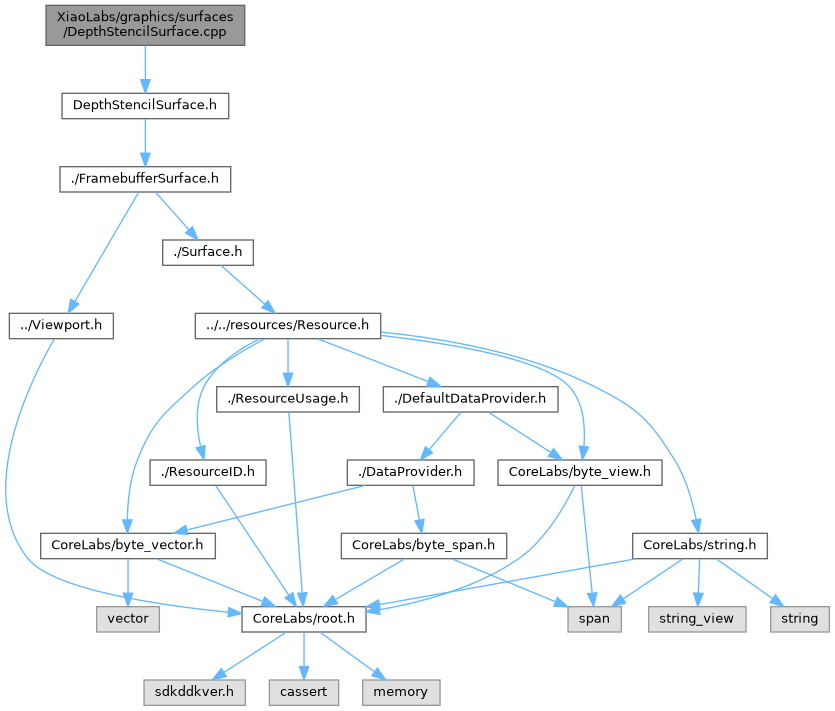 XiaoLabs/graphics/surfaces
/DepthStencilSurface.cpp
DepthStencilSurface.h
./FramebufferSurface.h
./Surface.h
../Viewport.h
../../resources/Resource.h
./ResourceUsage.h
./DefaultDataProvider.h
./ResourceID.h
./DataProvider.h
CoreLabs/byte_view.h
CoreLabs/byte_vector.h
CoreLabs/byte_span.h
CoreLabs/string.h
vector
CoreLabs/root.h
span
string_view
string
sdkddkver.h
cassert
memory